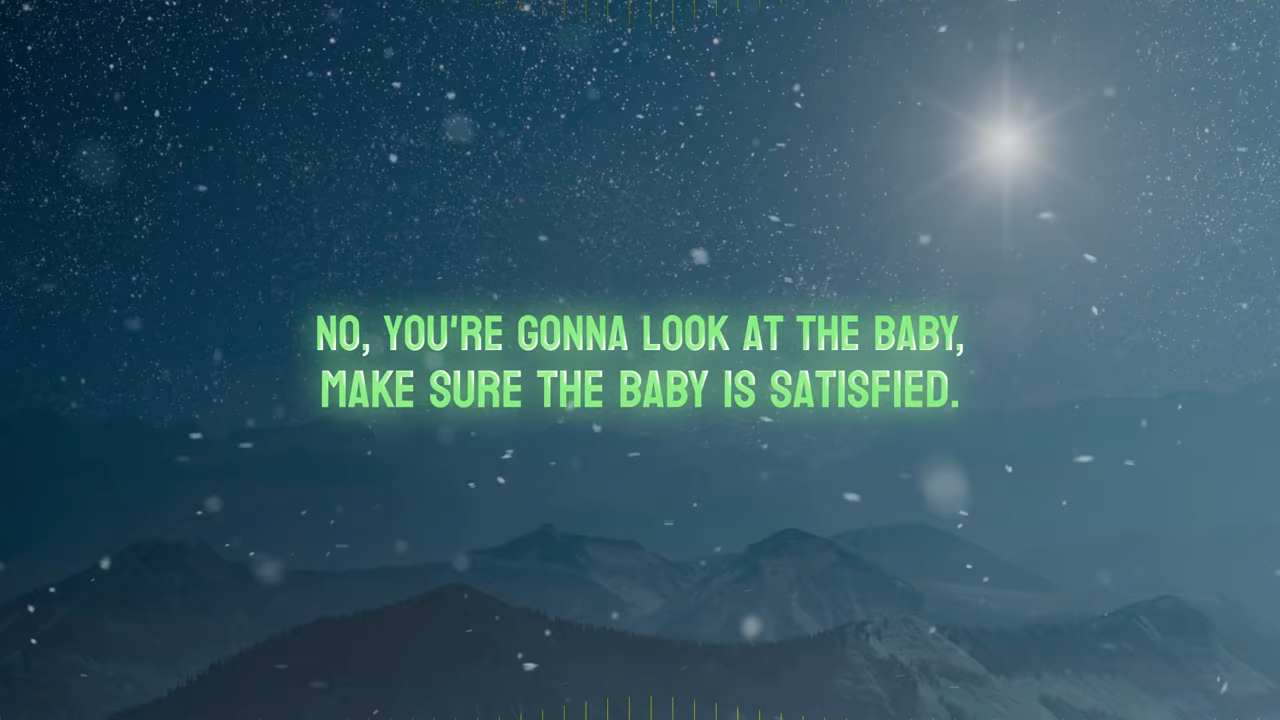 NO, YOU'RE GONNA LOOK AT THE BABY,
MAKE SURE THE BABY IS SATISFIED.